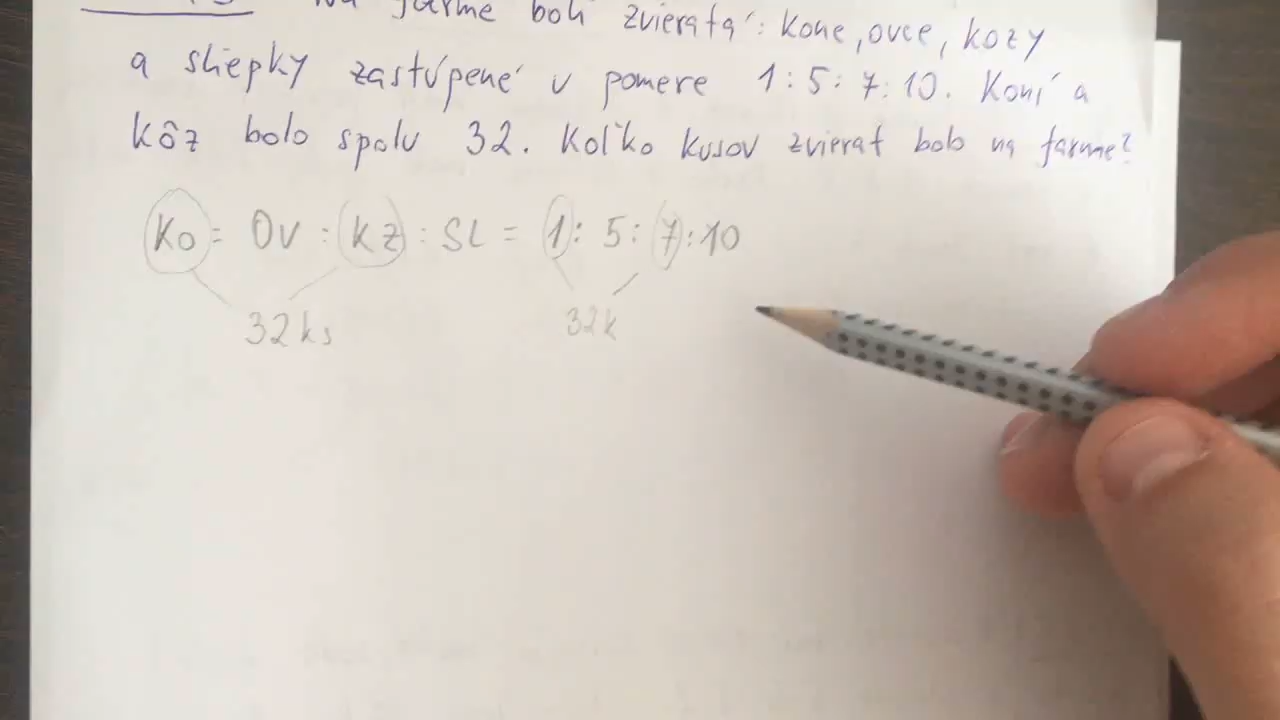 Na farme boli zvieratá: kone, ovce, kozy
a sliepky zastúpené v pomere 1:5:7:10. Koní a
kôz bolo spolu 32. Koľko kusov zvierat bolo na farme?
Ko : OV : KZ : SL = 1 : 5 : 7 : 10
32 ks 32 k